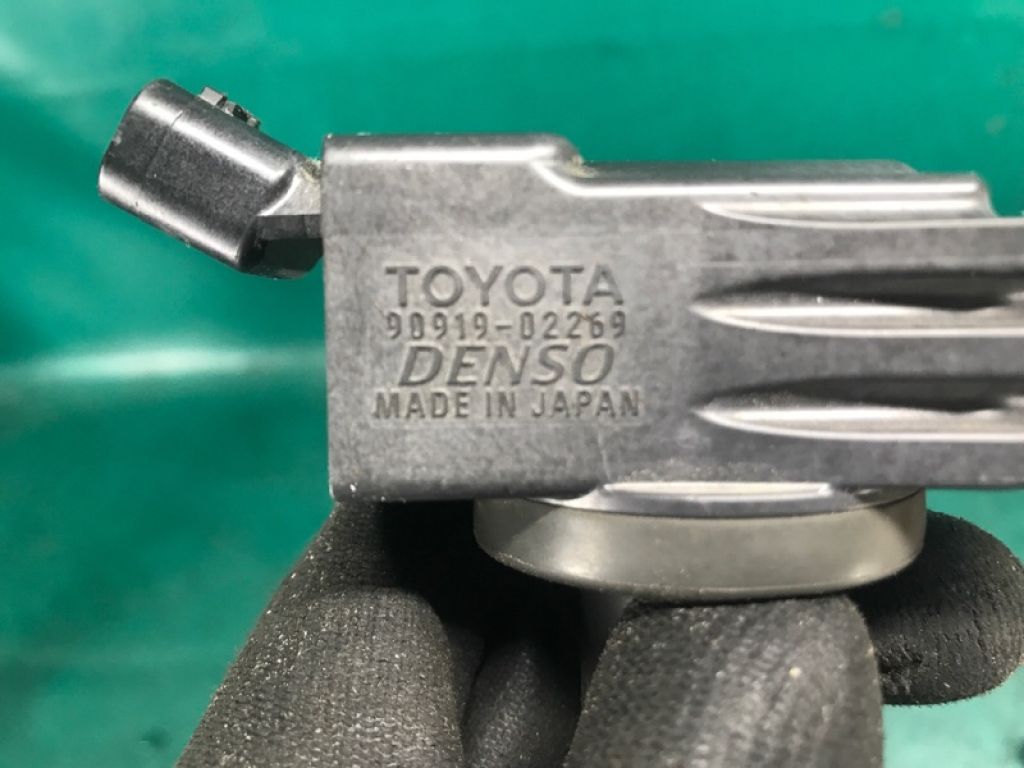 TOYOTA
90919-02269
DENSO
MADE IN JAPAN